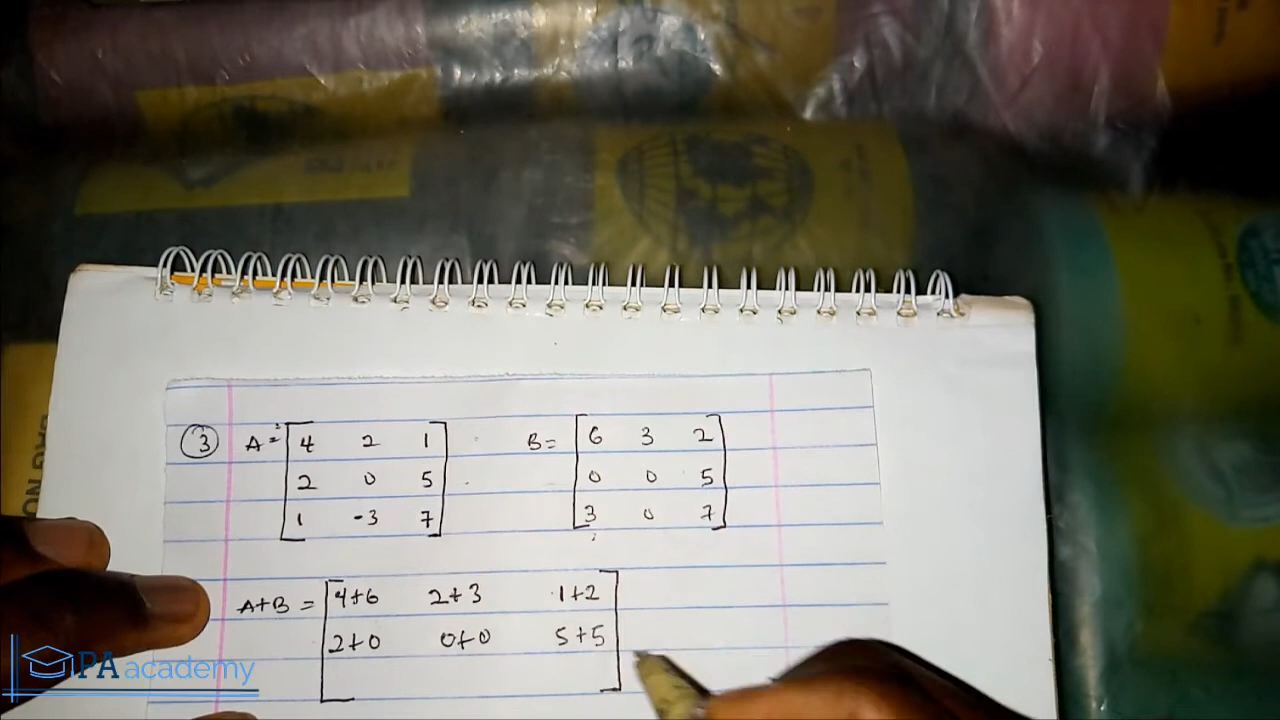 ③ A = [4 2 1] B = [6 3 2]
[2 0 5] [0 0 5]
[1 -3 7] [3 0 7]
A+B = [4+6 2+3 1+2]
[2+0 0+0 5+5]
PA academy